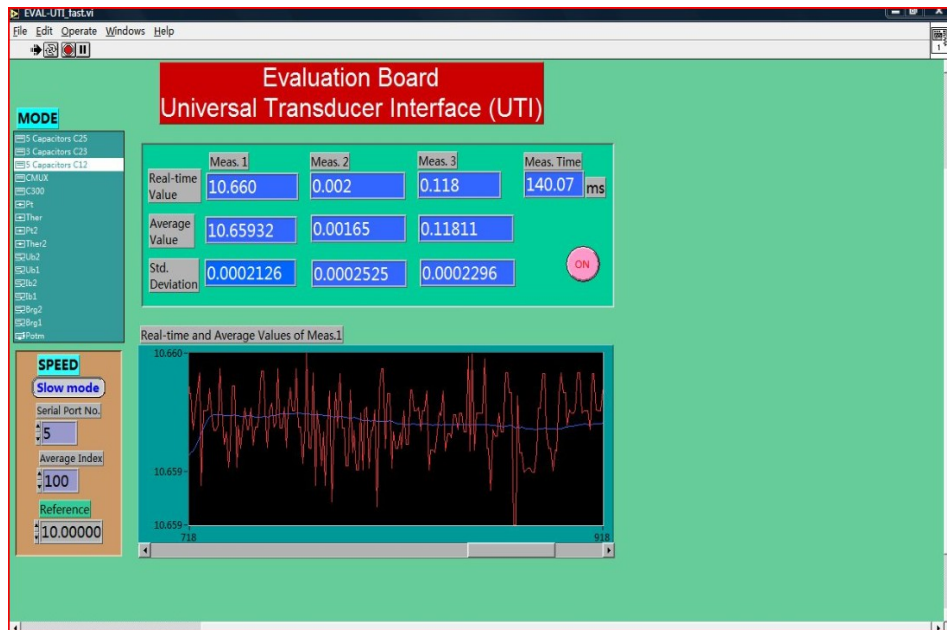 EVAL-UTI_fast.vi
File Edit Operate Windows Help
1
Evaluation Board
Universal Transducer Interface (UTI)
MODE
5 Capacitors C25
3 Capacitors C23
5 Capacitors C12
CMUX
C300
Pt
Ther
Pt2
Ther2
Ub2
Ub1
Ib2
Ib1
Brg2
Brg1
Potm
Meas. 1 Meas. 2 Meas. 3 Meas. Time
Real-time
Value
10.660 0.002 0.118 140.07 ms
Average
Value
10.65932 0.00165 0.11811
Std.
Deviation
0.0002126 0.0002525 0.0002296
ON
Real-time and Average Values of Meas.1
10.660
10.659
10.659
718 918
SPEED
Slow mode
Serial Port No.
5
Average Index
100
Reference
10.00000